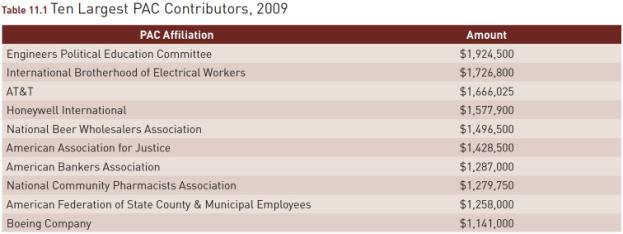 Table 11.1 Ten Largest PAC Contributors, 2009
PAC Affiliation Amount
Engineers Political Education Committee $1,924,500
International Brotherhood of Electrical Workers $1,726,800
AT&T $1,666,025
Honeywell International $1,577,900
National Beer Wholesalers Association $1,496,500
American Association for Justice $1,428,500
American Bankers Association $1,287,000
National Community Pharmacists Association $1,279,750
American Federation of State County & Municipal Employees $1,258,000
Boeing Company $1,141,000